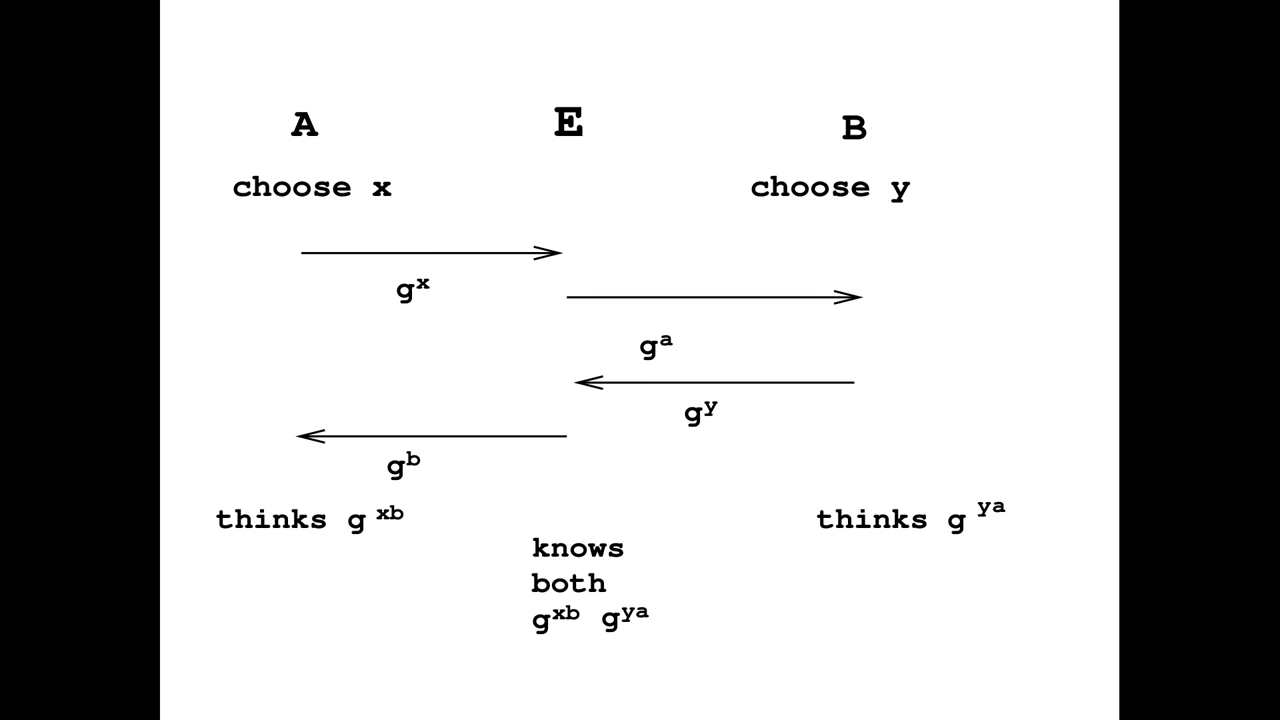 A E B
choose x choose y
g^x
g^a
g^y
g^b
thinks g^xb thinks g^ya
knows
both
g^xb g^ya